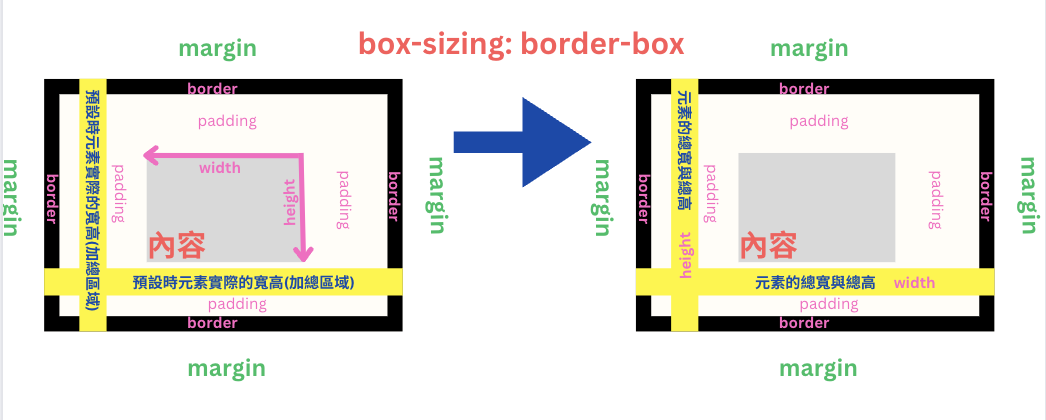 box-sizing: border-box
margin
border
padding
width
height
padding
padding
border
border
margin
margin
預設時元素實際的寬高(加總區域)
內容
預設時元素實際的寬高(加總區域)
padding
border
margin
margin
border
padding
元素的總寬與總高
height
padding
padding
border
border
margin
margin
內容
元素的總寬與總高 width
padding
border
margin